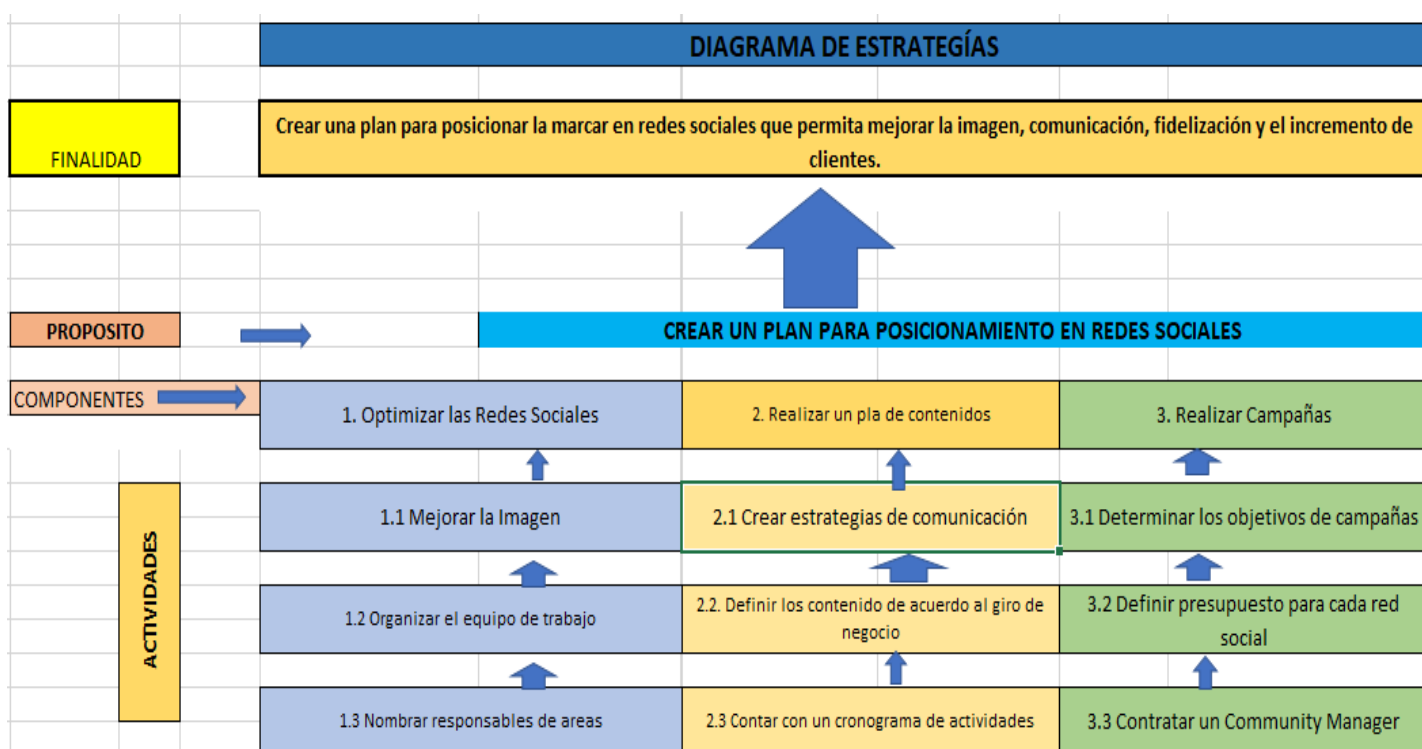 DIAGRAMA DE ESTRATEGÍAS
FINALIDAD
Crear una plan para posicionar la marcar en redes sociales que permita mejorar la imagen, comunicación, fidelización y el incremento de
clientes.
PROPOSITO
CREAR UN PLAN PARA POSICIONAMIENTO EN REDES SOCIALES
COMPONENTES
1. Optimizar las Redes Sociales
2. Realizar un pla de contenidos
3. Realizar Campañas
ACTIVIDADES
1.1 Mejorar la Imagen
2.1 Crear estrategias de comunicación
3.1 Determinar los objetivos de campañas
1.2 Organizar el equipo de trabajo
2.2. Definir los contenido de acuerdo al giro de
negocio
3.2 Definir presupuesto para cada red
social
1.3 Nombrar responsables de areas
2.3 Contar con un cronograma de actividades
3.3 Contratar un Community Manager